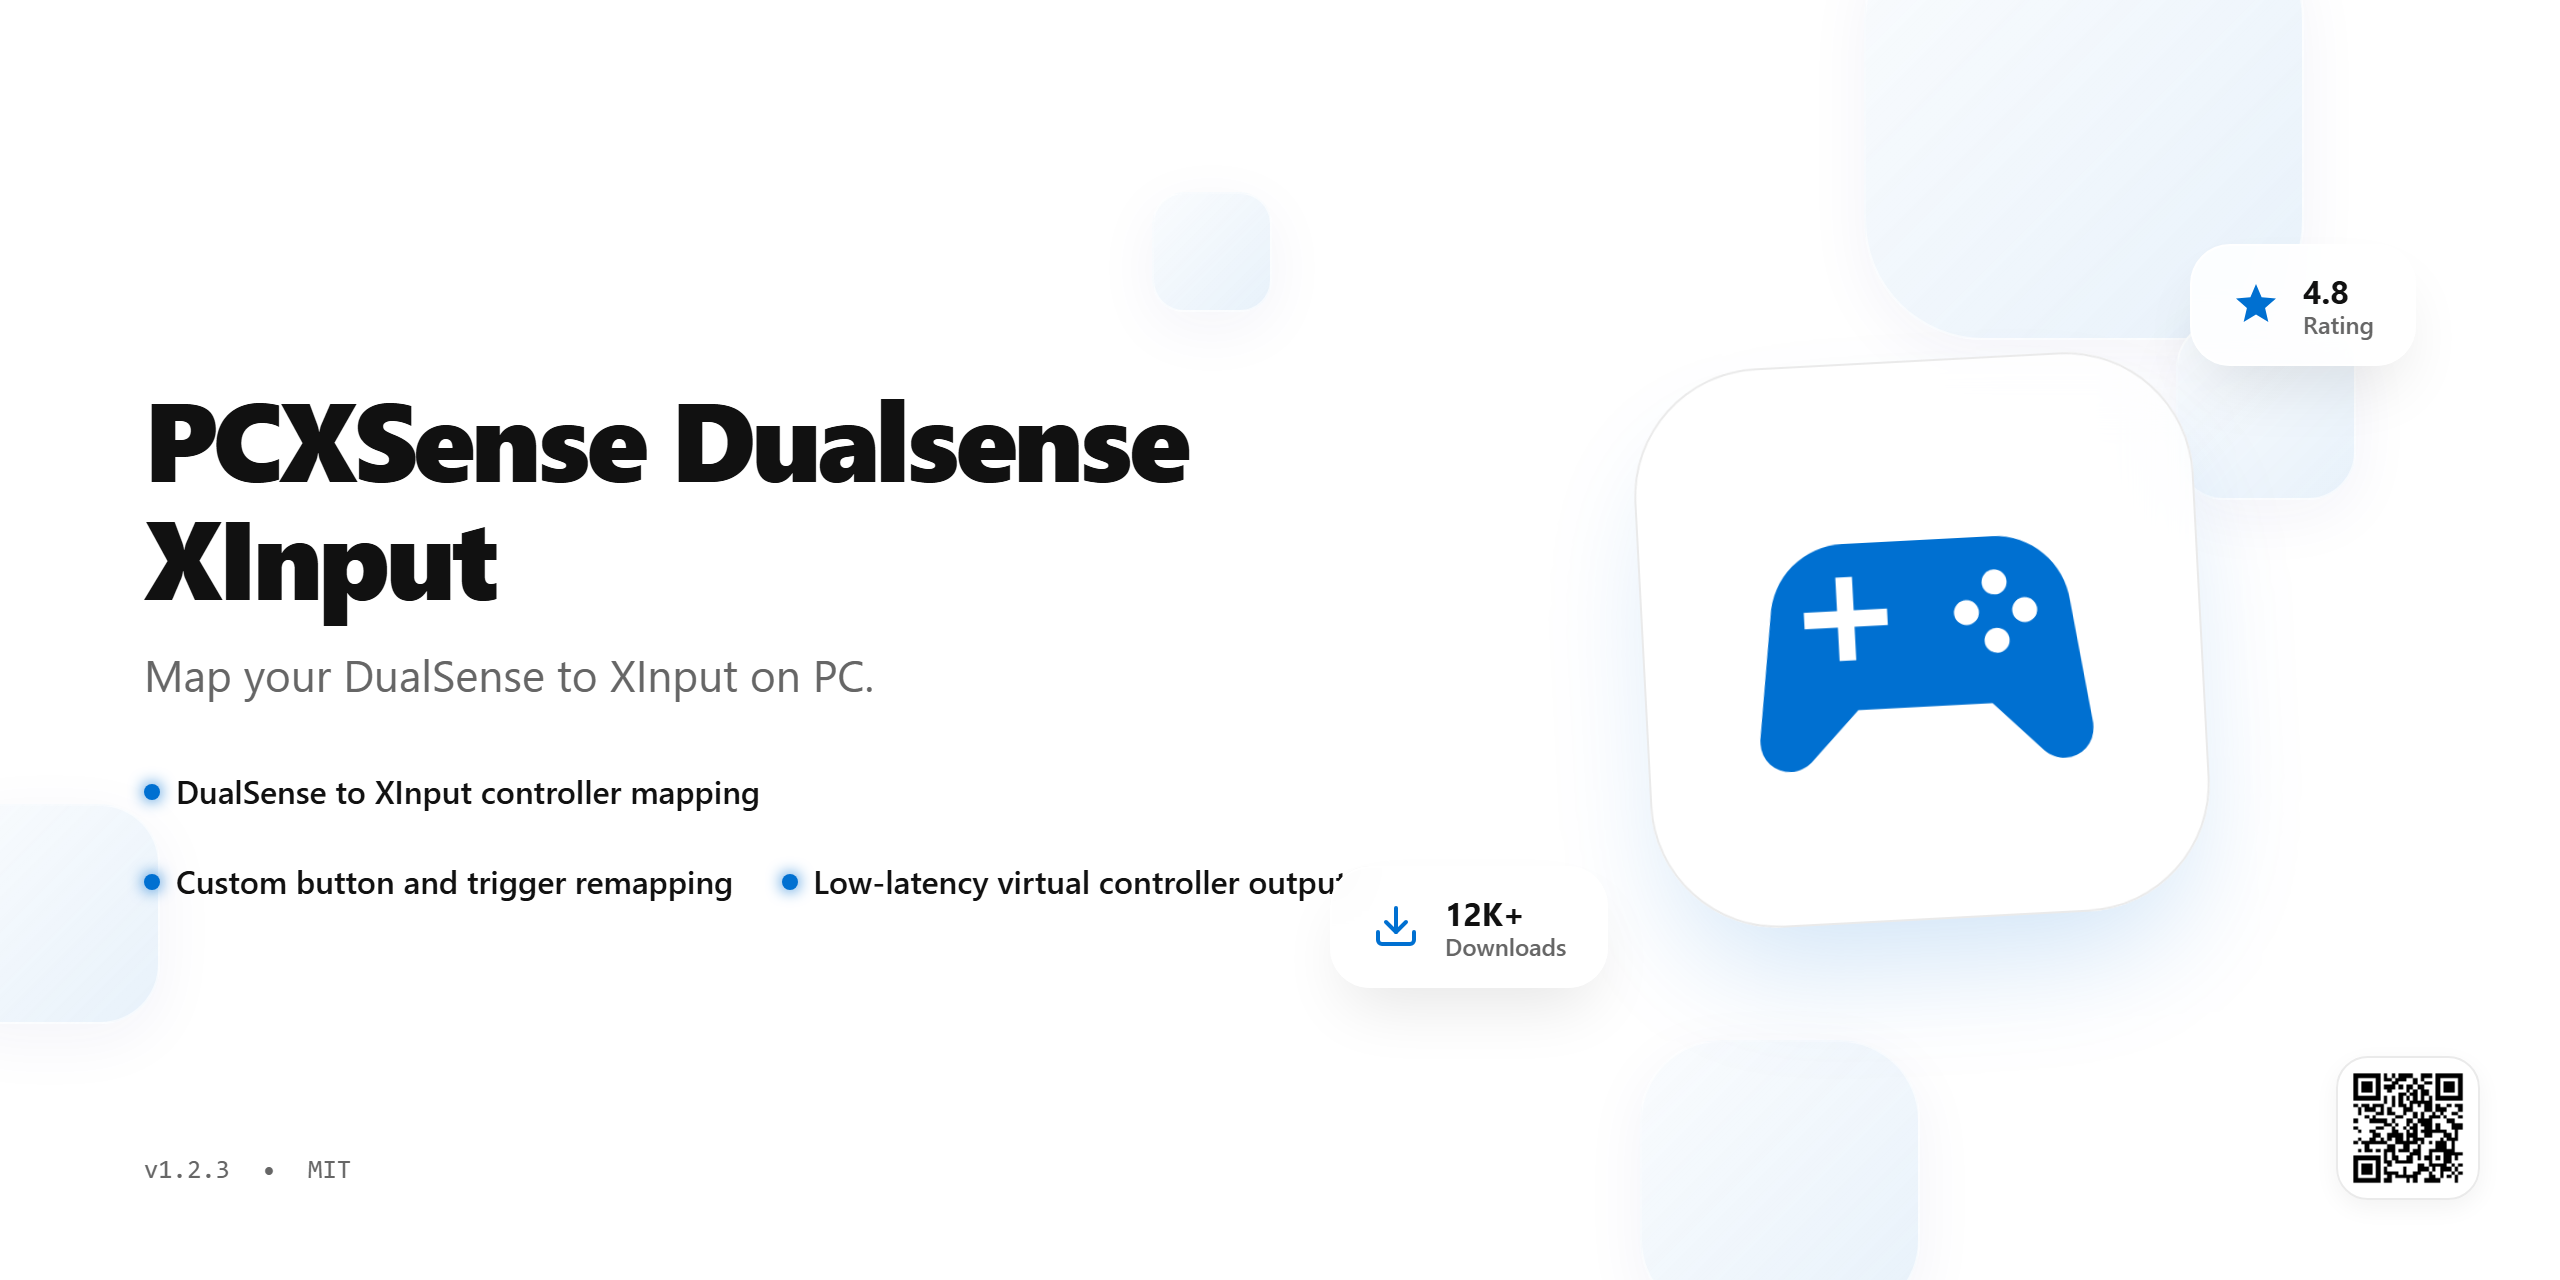 PCXSense Dualsense
XInput
Map your DualSense to XInput on PC.
DualSense to XInput controller mapping
Custom button and trigger remapping
Low-latency virtual controller
4.8
Rating
12K+
Downloads
v1.2.3 • MIT